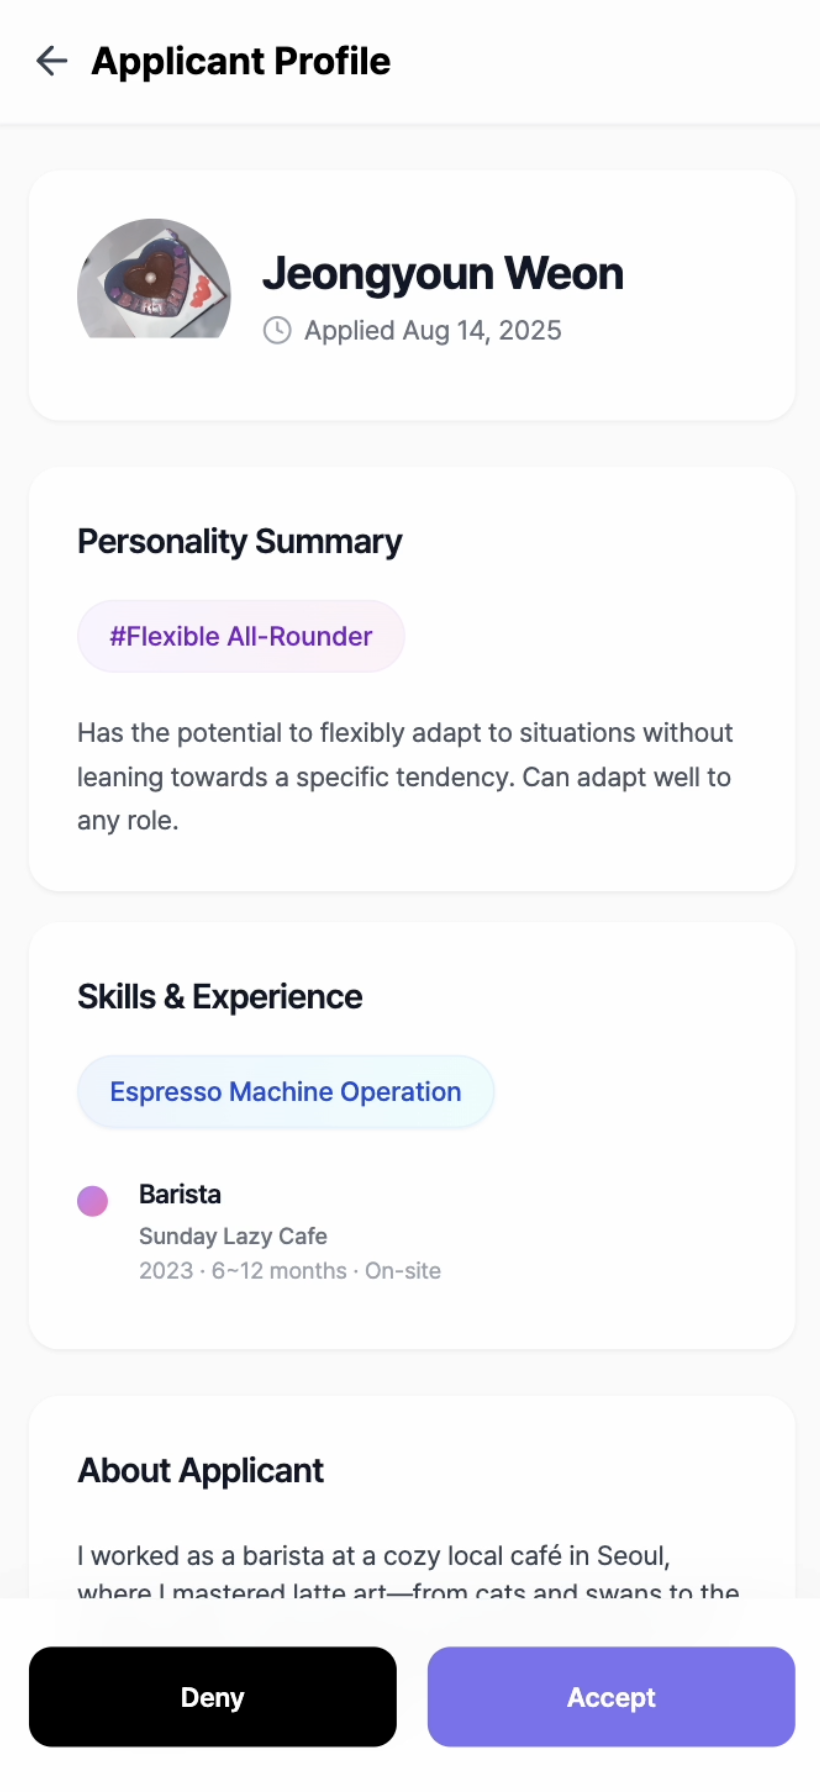 Applicant Profile
Jeongyoun Weon
Applied Aug 14, 2025
Personality Summary
#Flexible All-Rounder
Has the potential to flexibly adapt to situations without
leaning towards a specific tendency. Can adapt well to
any role.
Skills & Experience
Espresso Machine Operation
Barista
Sunday Lazy Cafe
2023 · 6~12 months · On-site
About Applicant
I worked as a barista at a cozy local café in Seoul,
where I mastered latte art—from cats and swans to the
Deny
Accept